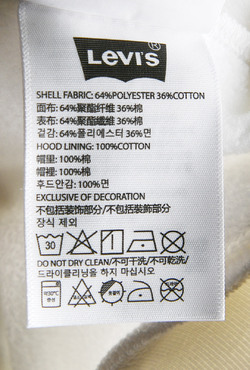 Levi's®
SHELL FABRIC: 64%POLYESTER 36%COTTON
面布: 64%聚酯纤维 36%棉
表布: 64%聚酯纖維 36%棉
겉감: 64%폴리에스터 36%면
HOOD LINING: 100%COTTON
帽里: 100%棉
帽裡: 100%棉
후드안감: 100%면
EXCLUSIVE OF DECORATION
不包括装饰部分/不包括裝飾部分
장식 제외
30
DO NOT DRY CLEAN/不可干洗/不可乾洗/
드라이클리닝을 하지 마십시오
약30℃